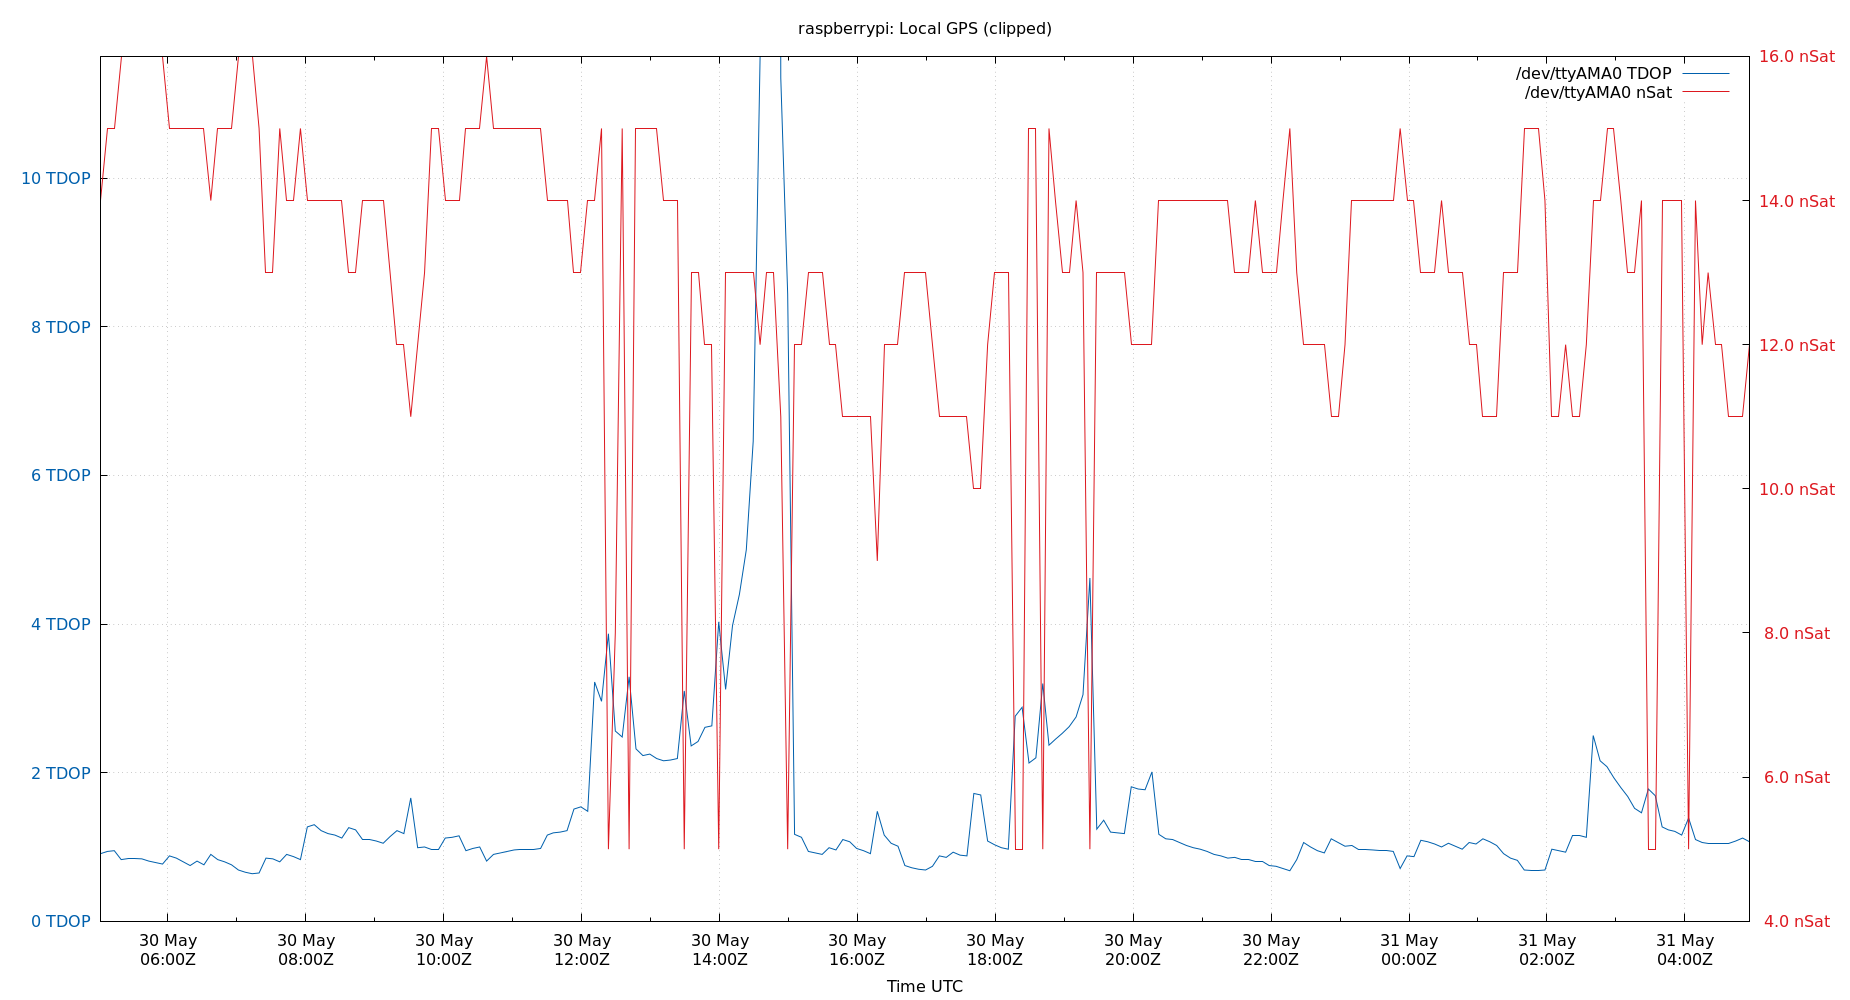 raspberrypi: Local GPS (clipped)
/dev/ttyAMA0 TDOP
/dev/ttyAMA0 nSat
10 TDOP
8 TDOP
6 TDOP
4 TDOP
2 TDOP
0 TDOP
16.0 nSat
14.0 nSat
12.0 nSat
10.0 nSat
8.0 nSat
6.0 nSat
4.0 nSat
30 May
06:00Z
30 May
08:00Z
30 May
10:00Z
30 May
12:00Z
30 May
14:00Z
30 May
16:00Z
30 May
18:00Z
30 May
20:00Z
30 May
22:00Z
31 May
00:00Z
31 May
02:00Z
31 May
04:00Z
Time UTC